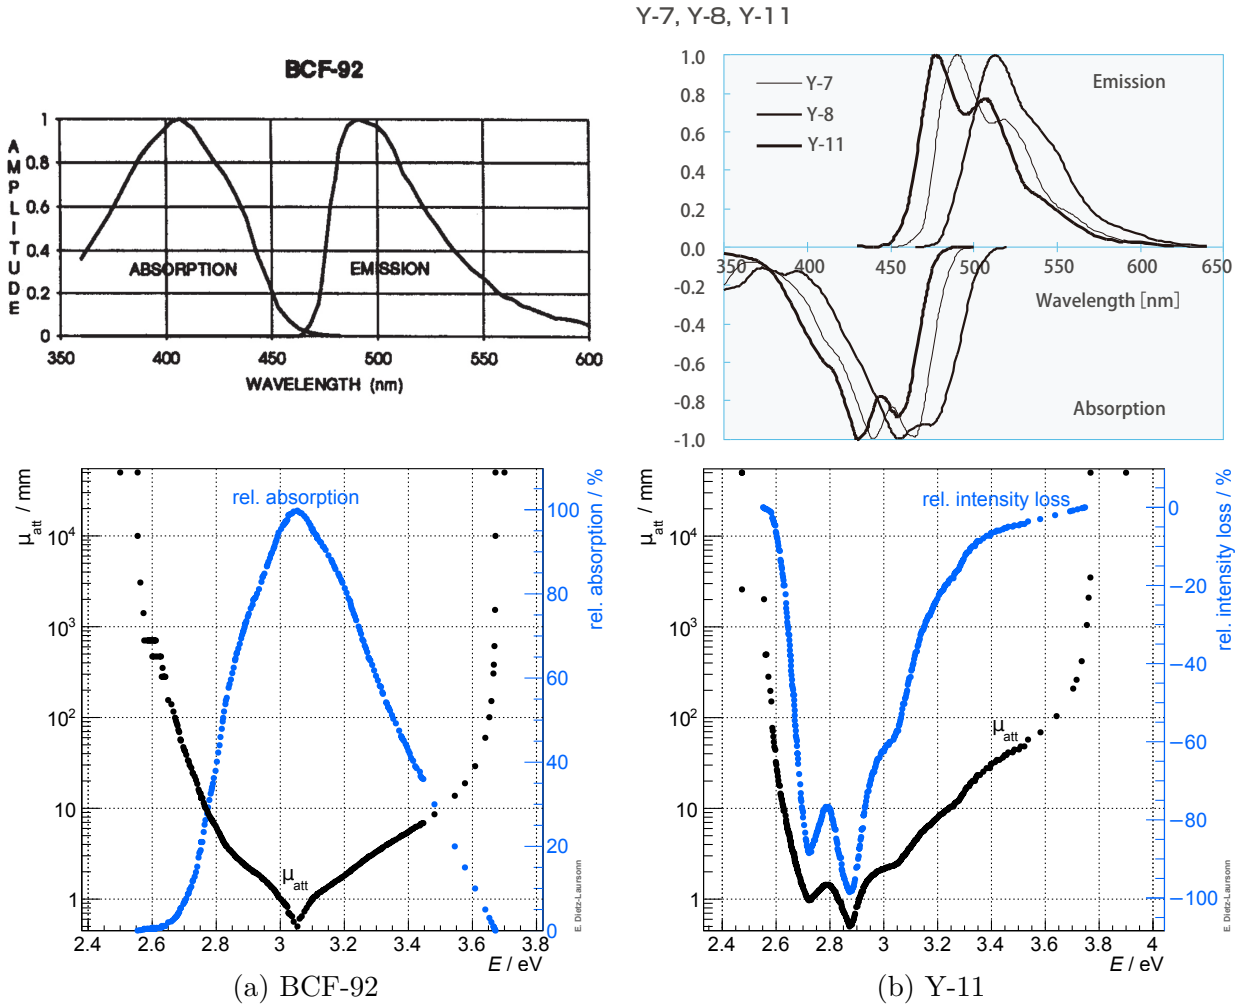 Y-7, Y-8, Y-11
BCF-92
AMPLITUDE
1
0.8
0.6
0.4
0.2
0
ABSORPTION
EMISSION
350 400 450 500 550 600
WAVELENGTH (nm)
1.0
0.8
0.6
0.4
0.2
0.0
-0.2
-0.4
-0.6
-0.8
-1.0
Y-7
Y-8
Y-11
Emission
350 400 450 500 550 600 650
Wavelength [nm]
Absorption
μatt / mm
10⁴
10³
10²
10
1
rel. absorption
μatt
rel. absorption / %
100
80
60
40
20
0
E. Dietz-Laursonn
2.4 2.6 2.8 3.0 3.2 3.4 3.6 3.8
E / eV
(a) BCF-92
μatt / mm
10⁴
10³
10²
10
1
rel. intensity loss
μatt
rel. intensity loss / %
0
−20
−40
−60
−80
−100
E. Dietz-Laursonn
2.4 2.6 2.8 3 3.2 3.4 3.6 3.8 4
E / eV
(b) Y-11